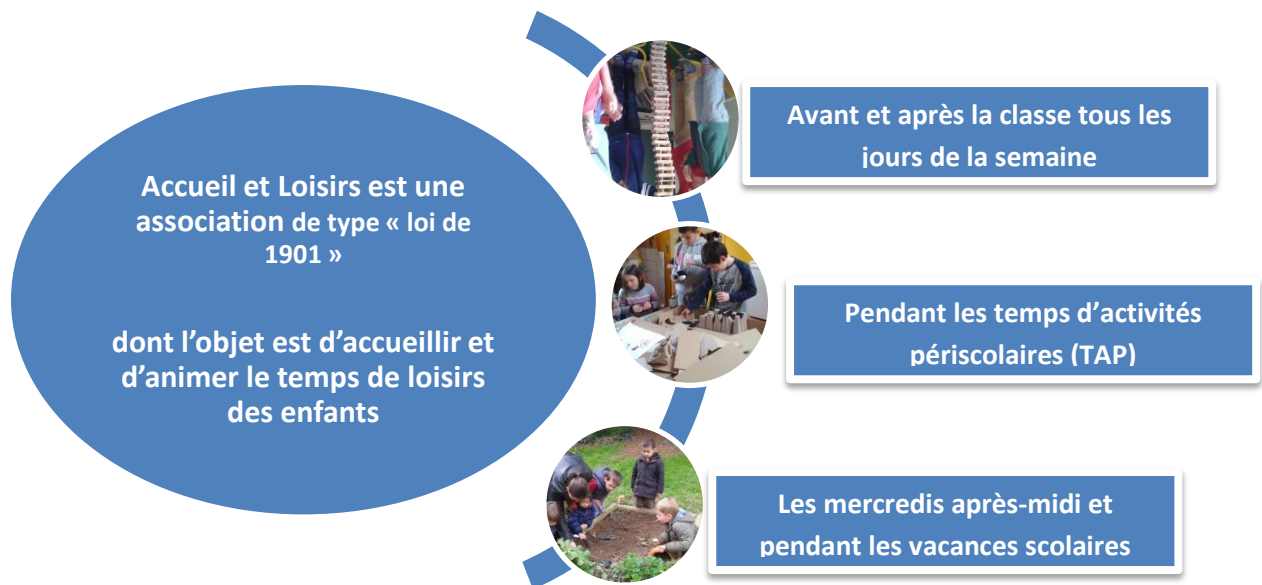 Accueil et Loisirs est une
association de type « loi de
1901 »
dont l’objet est d’accueillir et
d’animer le temps de loisirs
des enfants
Avant et après la classe tous les
jours de la semaine
Pendant les temps d’activités
périscolaires (TAP)
Les mercredis après-midi et
pendant les vacances scolaires